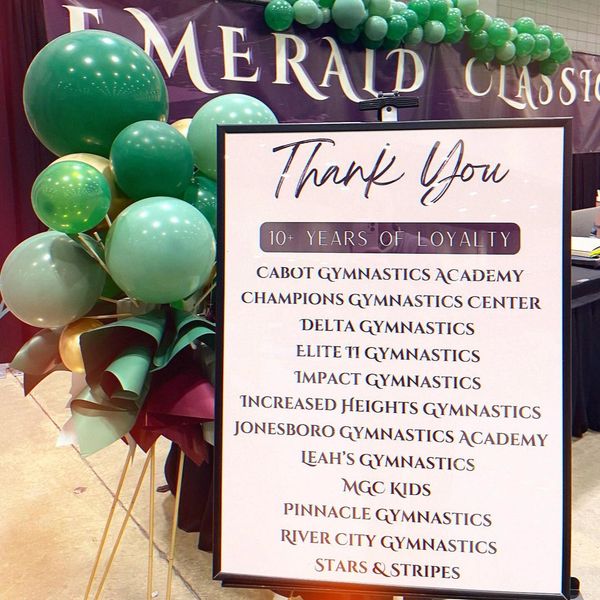 EMERALD CLASSIC
Thank You
10+ YEARS OF LOYALTY
CABOT GYMNASTICS ACADEMY
CHAMPIONS GYMNASTICS CENTER
DELTA GYMNASTICS
ELITE II GYMNASTICS
IMPACT GYMNASTICS
INCREASED HEIGHTS GYMNASTICS
JONESBORO GYMNASTICS ACADEMY
LEAH'S GYMNASTICS
MGC KIDS
PINNACLE GYMNASTICS
RIVER CITY GYMNASTICS
STARS & STRIPES